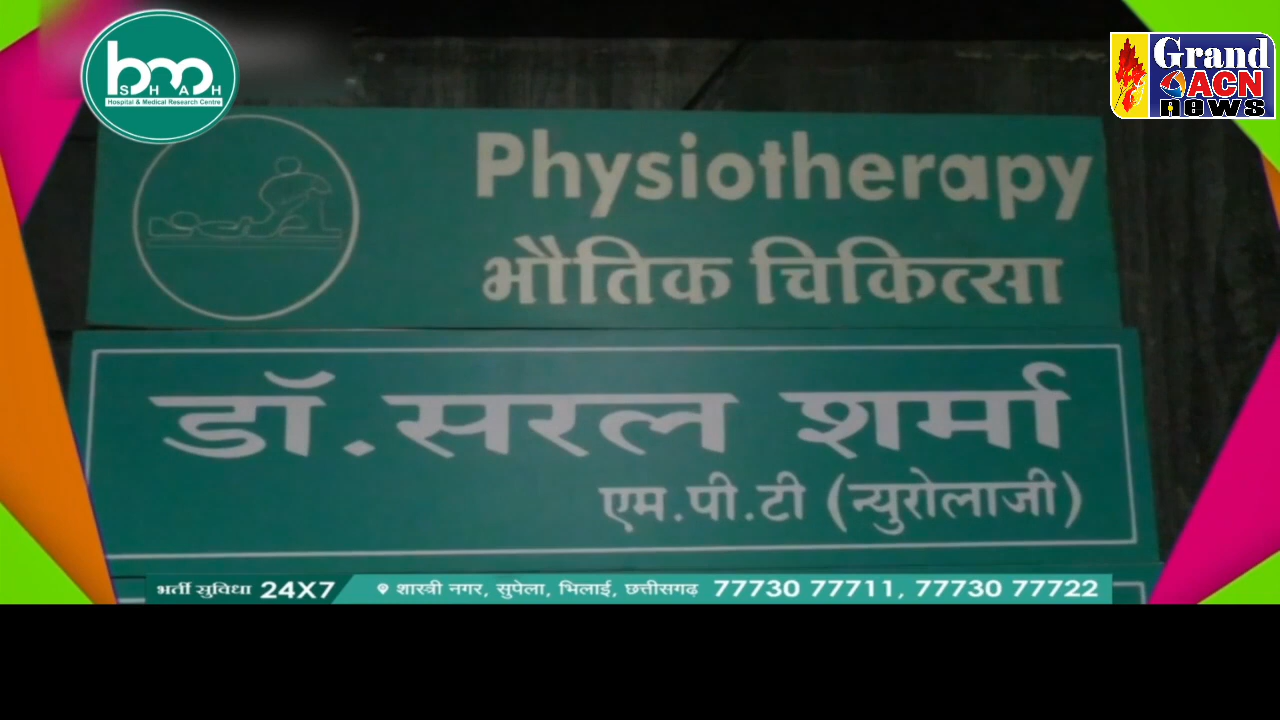 bmo
SHAH
Hospital & Medical Research Centre
Grand
ACN
news
Physiotherapy
भौतिक चिकित्सा
डॉ. सरल शर्मा
एम.पी.टी (न्युरोलाजी)
भर्ती सुविधा 24X7
शास्त्री नगर, सुपेला, भिलाई, छत्तीसगढ़ 77730 77711, 77730 77722